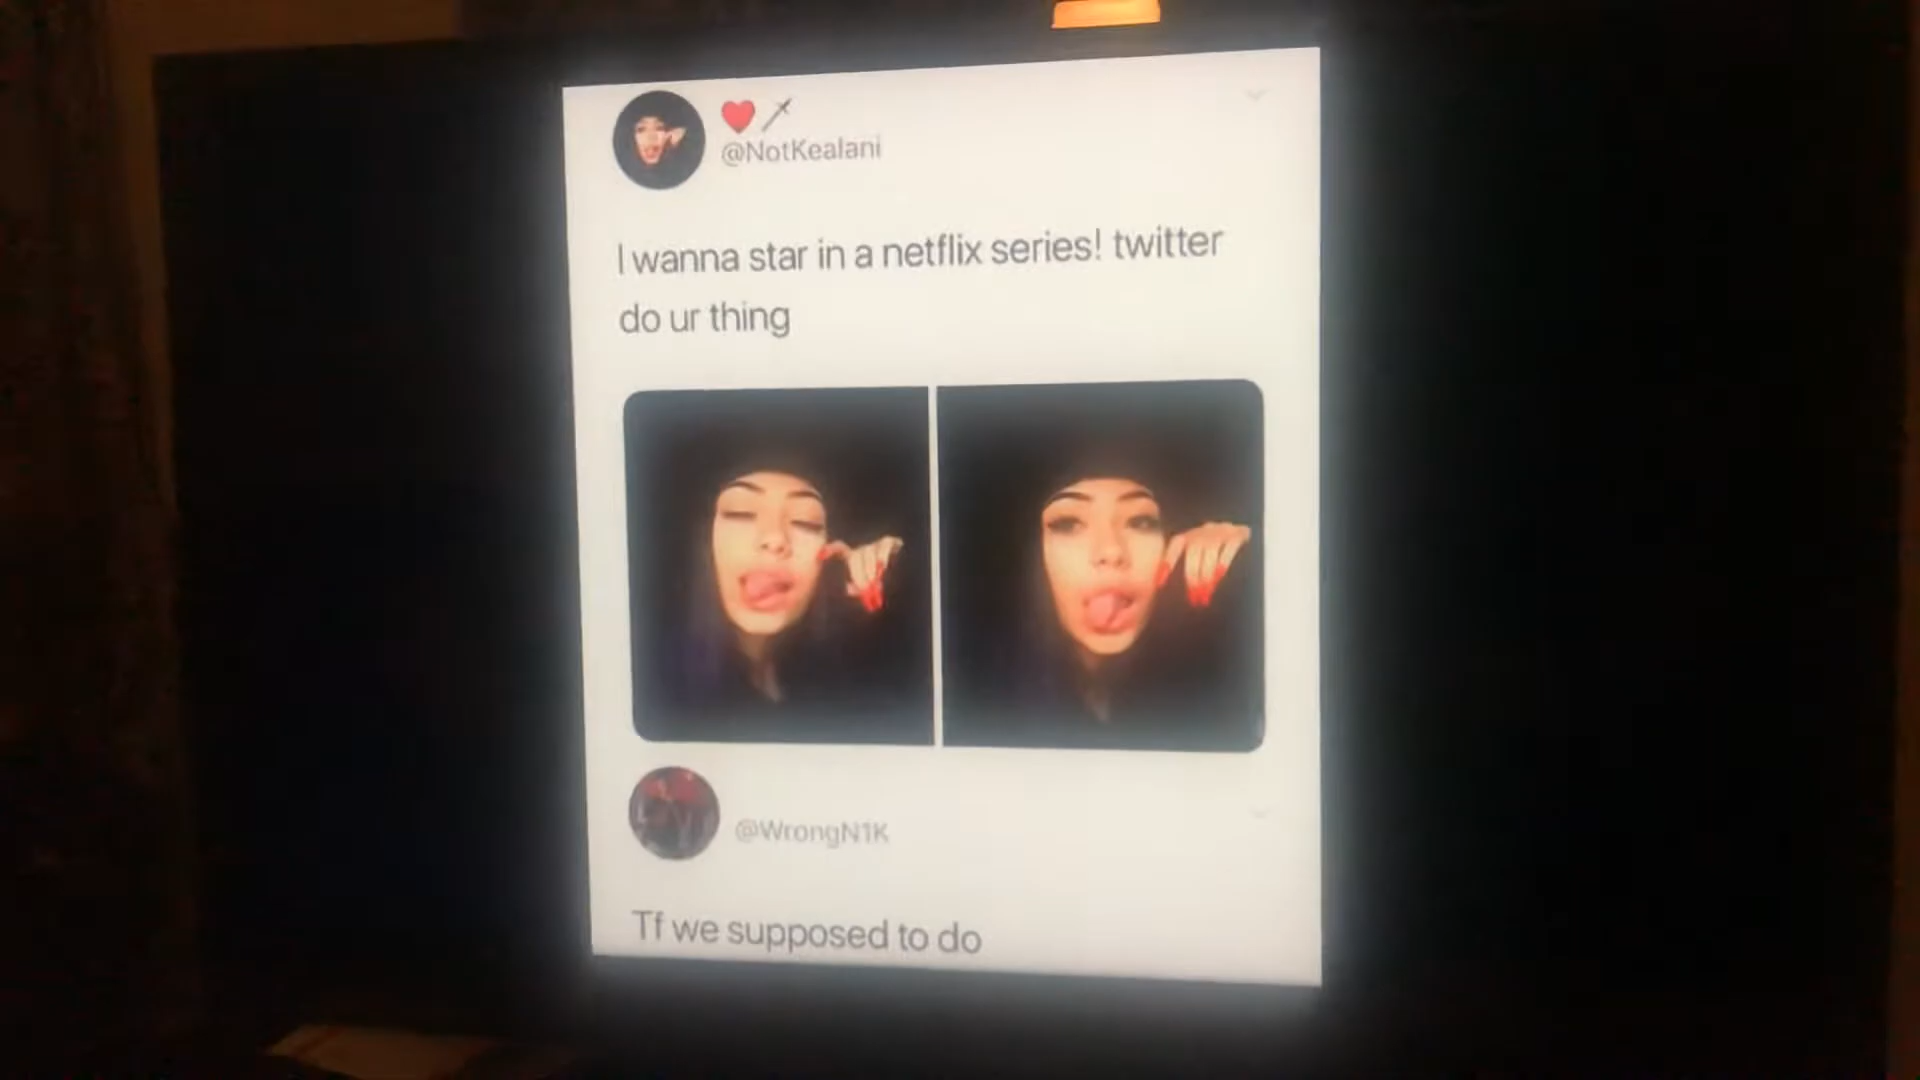 @NotKealani
I wanna star in a netflix series! twitter
do ur thing
@WrongN1K
Tf we supposed to do